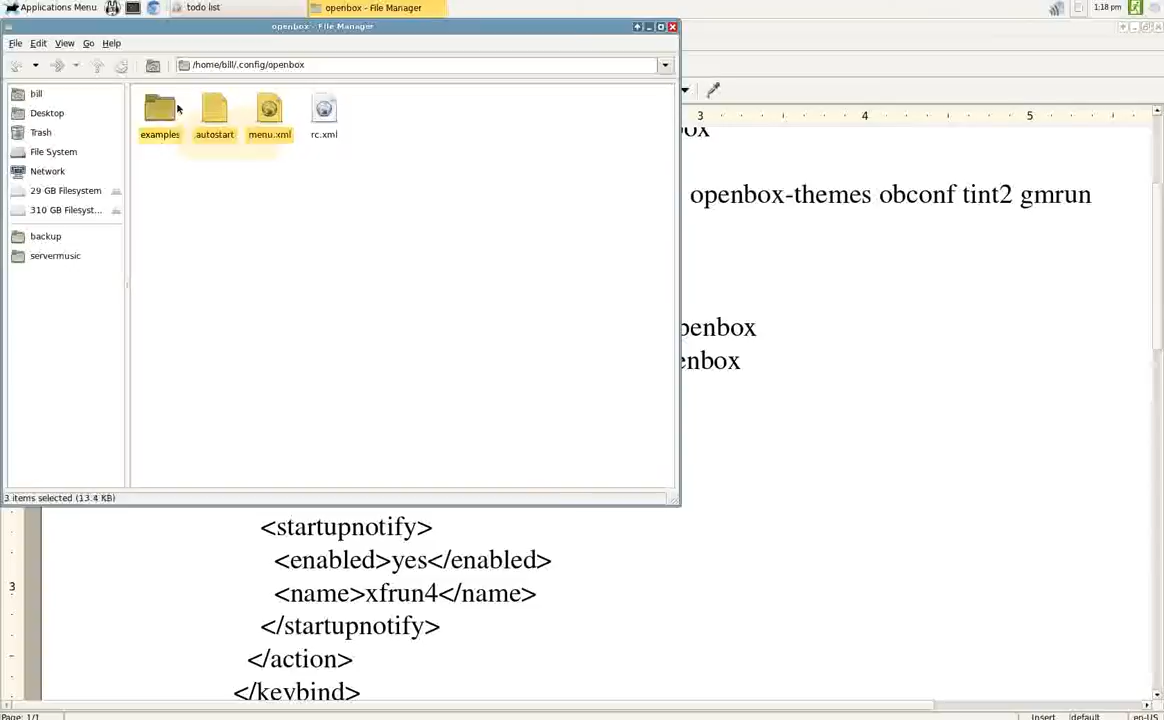 Applications Menu
todo list
openbox - File Manager
1:18 pm
openbox - File Manager
File Edit View Go Help
/home/bill/.config/openbox
bill
Desktop
Trash
File System
Network
29 GB Filesystem
310 GB Filesyst...
backup
servermusic
examples
autostart
menu.xml
rc.xml
3 items selected (13.4 KB)
3 4 5
box
openbox-themes obconf tint2 gmrun
penbox
enbox
3
<startupnotify>
<enabled>yes</enabled>
<name>xfrun4</name>
</startupnotify>
</action>
</keybind>
Page: 1/1
Insert
default
en-US